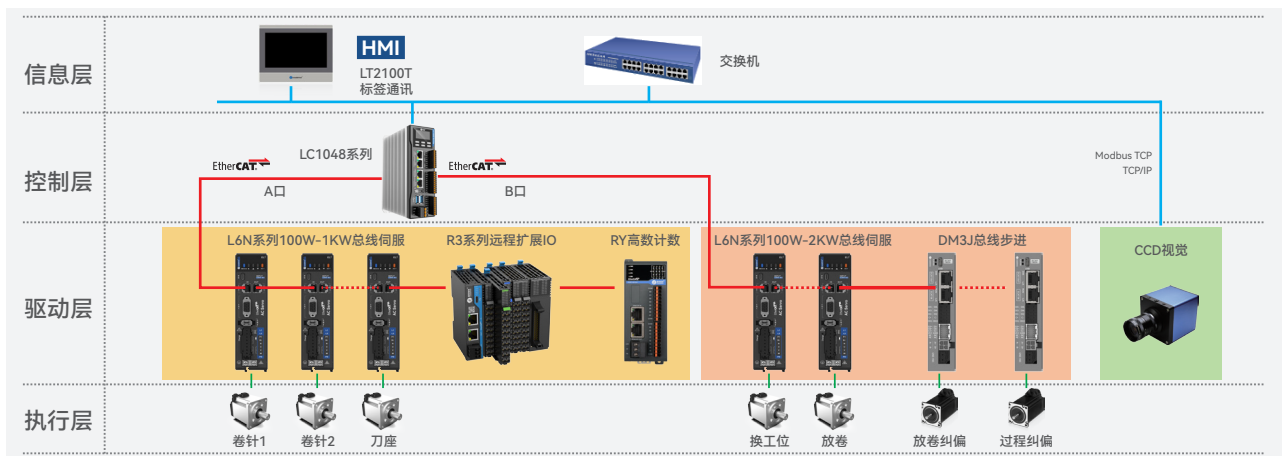 信息层
HMI
LT2100T
标签通讯
交换机
控制层
LC1048系列
EtherCAT
A口
EtherCAT
B口
Modbus TCP
TCP/IP
驱动层
L6N系列100W-1KW总线伺服
R3系列远程扩展IO
RY高数计数
L6N系列100W-2KW总线伺服
DM3J总线步进
CCD视觉
执行层
卷针1
卷针2
刀座
换工位
放卷
放卷纠偏
过程纠偏